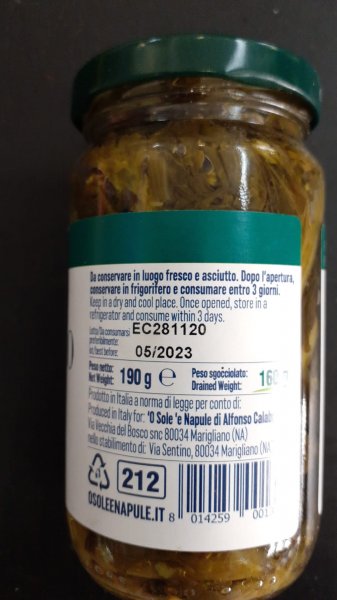 Da conservare in luogo fresco e asciutto. Dopo l'apertura,
conservare in frigorifero e consumare entro 3 giorni.
Keep in a dry and cool place. Once opened, store in a
refrigerator and consume within 3 days.
Lotto/Da consumarsi EC281120
preferibilmente
05/2023
Peso netto:
Net Weight: 190 g ℮
Peso sgocciolato:
Drained Weight: 160 g
Prodotto in Italia a norma di legge per conto di:
Produced in Italy for: 'O Sole 'e Napule di Alfonso
Via Vecchia del Bosco snc 80034 Marigliano (NA)
nello stabilimento di: Via Sentino, 80034 Marigliano
212
OSOLEENAPULE.IT
8 014259